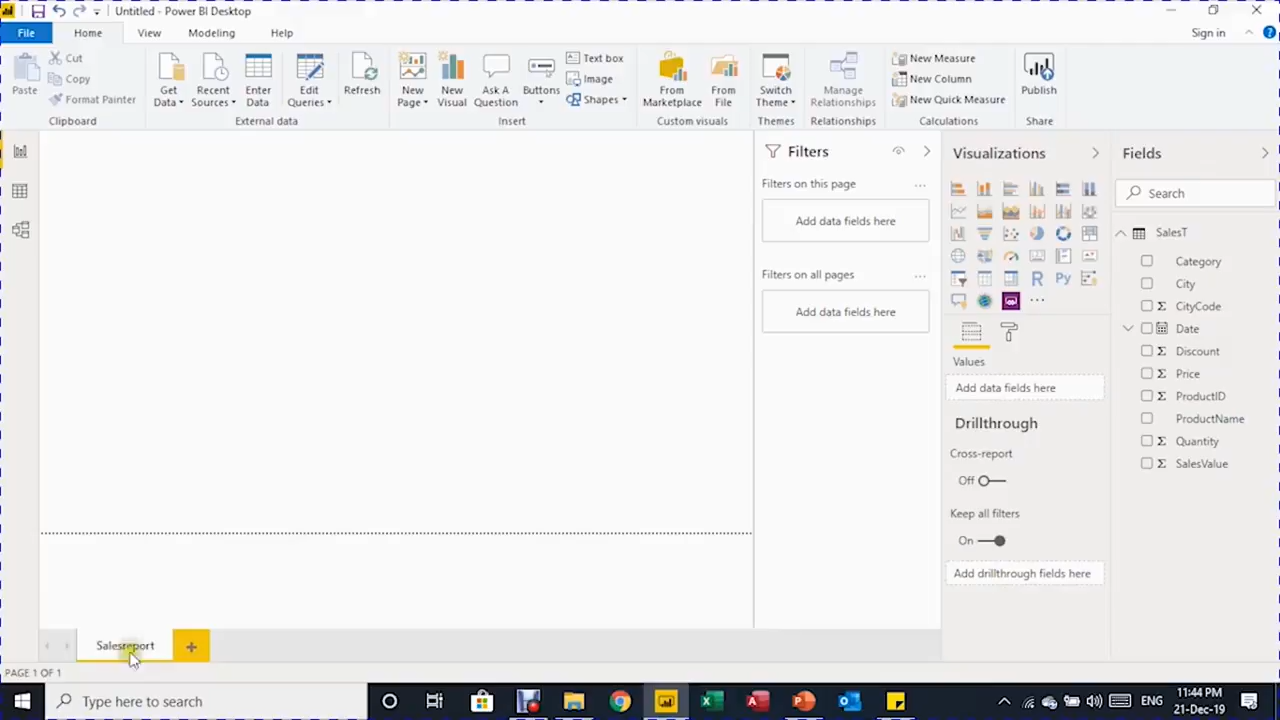 Untitled - Power BI Desktop
File Home View Modeling Help Sign in
Paste
Cut
Copy
Format Painter
Clipboard
Get Data
Recent Sources
Enter Data
Edit Queries
Refresh
External data
New Page
New Visual
Ask A Question
Buttons
Text box
Image
Shapes
Insert
From Marketplace
From File
Custom visuals
Switch Theme
Themes
Manage Relationships
Relationships
New Measure
New Column
New Quick Measure
Calculations
Publish
Share
Filters
Filters on this page
Add data fields here
Filters on all pages
Add data fields here
Visualizations
R Py
Values
Add data fields here
Drillthrough
Cross-report
Off
Keep all filters
On
Add drillthrough fields here
Fields
Search
SalesT
Category
City
CityCode
Date
Discount
Price
ProductID
ProductName
Quantity
SalesValue
Salesreport
PAGE 1 OF 1
Type here to search
ENG
11:44 PM
21-Dec-19